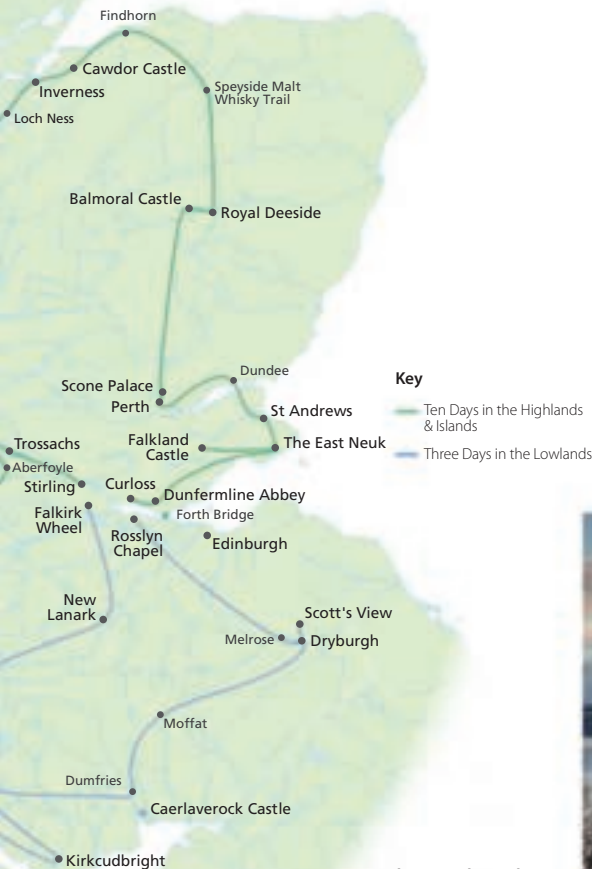 Findhorn
Cawdor Castle
Inverness
Speyside Malt
Whisky Trail
Loch Ness
Balmoral Castle
Royal Deeside
Dundee
Key
Scone Palace
Perth
St Andrews
Ten Days in the Highlands
& Islands
Falkland
Castle
The East Neuk
Trossachs
Three Days in the Lowlands
Aberfoyle
Stirling
Curloss
Dunfermline Abbey
Falkirk
Wheel
Forth Bridge
Rosslyn
Chapel
Edinburgh
New
Lanark
Scott's View
Melrose
Dryburgh
Moffat
Dumfries
Caerlaverock Castle
Kirkcudbright